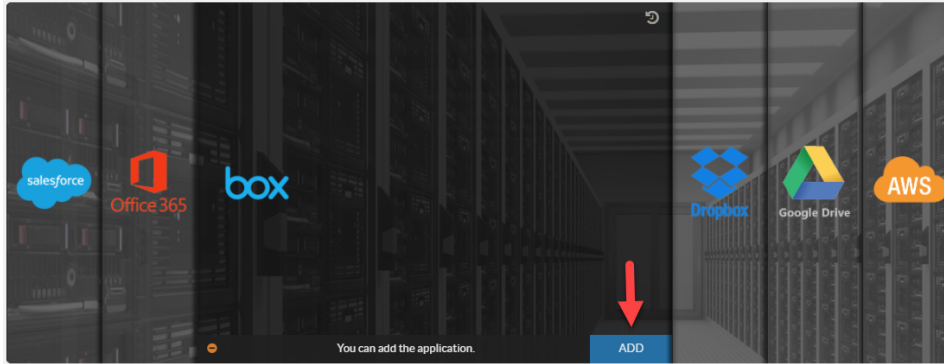 salesforce
Office 365
box
Dropbox
Google Drive
AWS
You can add the application.
ADD